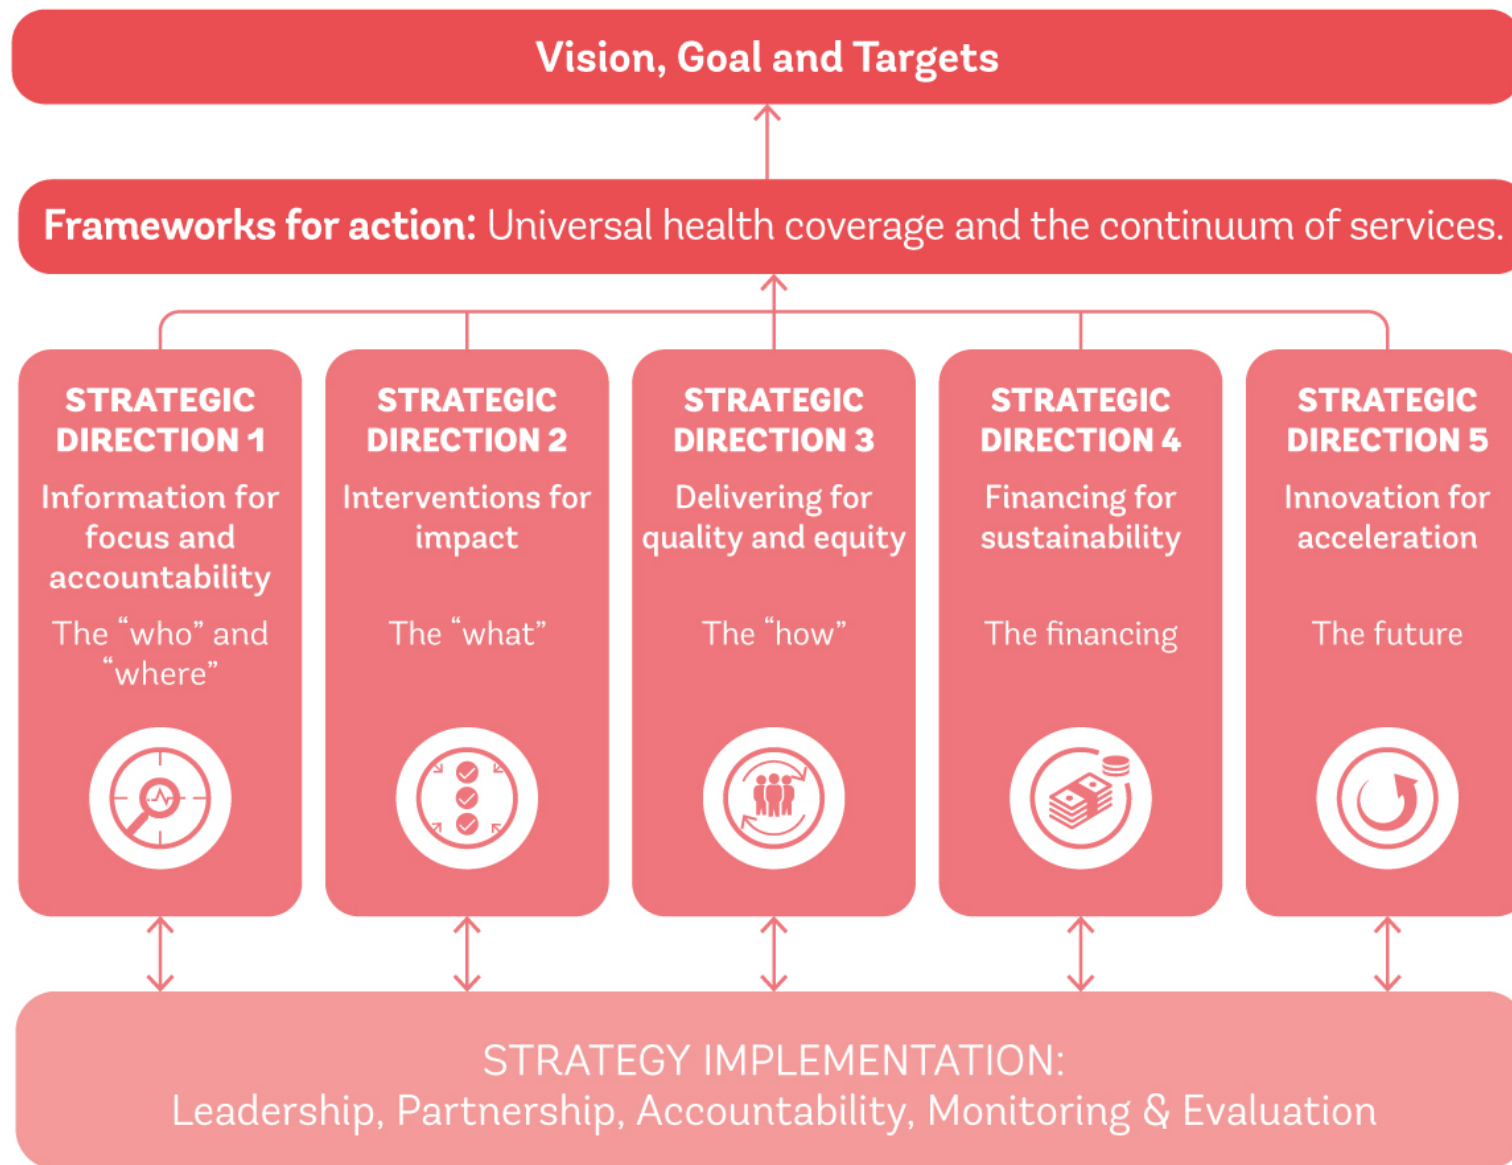 Vision, Goal and Targets
Frameworks for action: Universal health coverage and the continuum of services.
STRATEGIC
DIRECTION 1
Information for
focus and
accountability
The “who” and
“where”
STRATEGIC
DIRECTION 2
Interventions for
impact
The “what”
STRATEGIC
DIRECTION 3
Delivering for
quality and equity
The “how”
STRATEGIC
DIRECTION 4
Financing for
sustainability
The financing
STRATEGIC
DIRECTION 5
Innovation for
acceleration
The future
STRATEGY IMPLEMENTATION:
Leadership, Partnership, Accountability, Monitoring & Evaluation